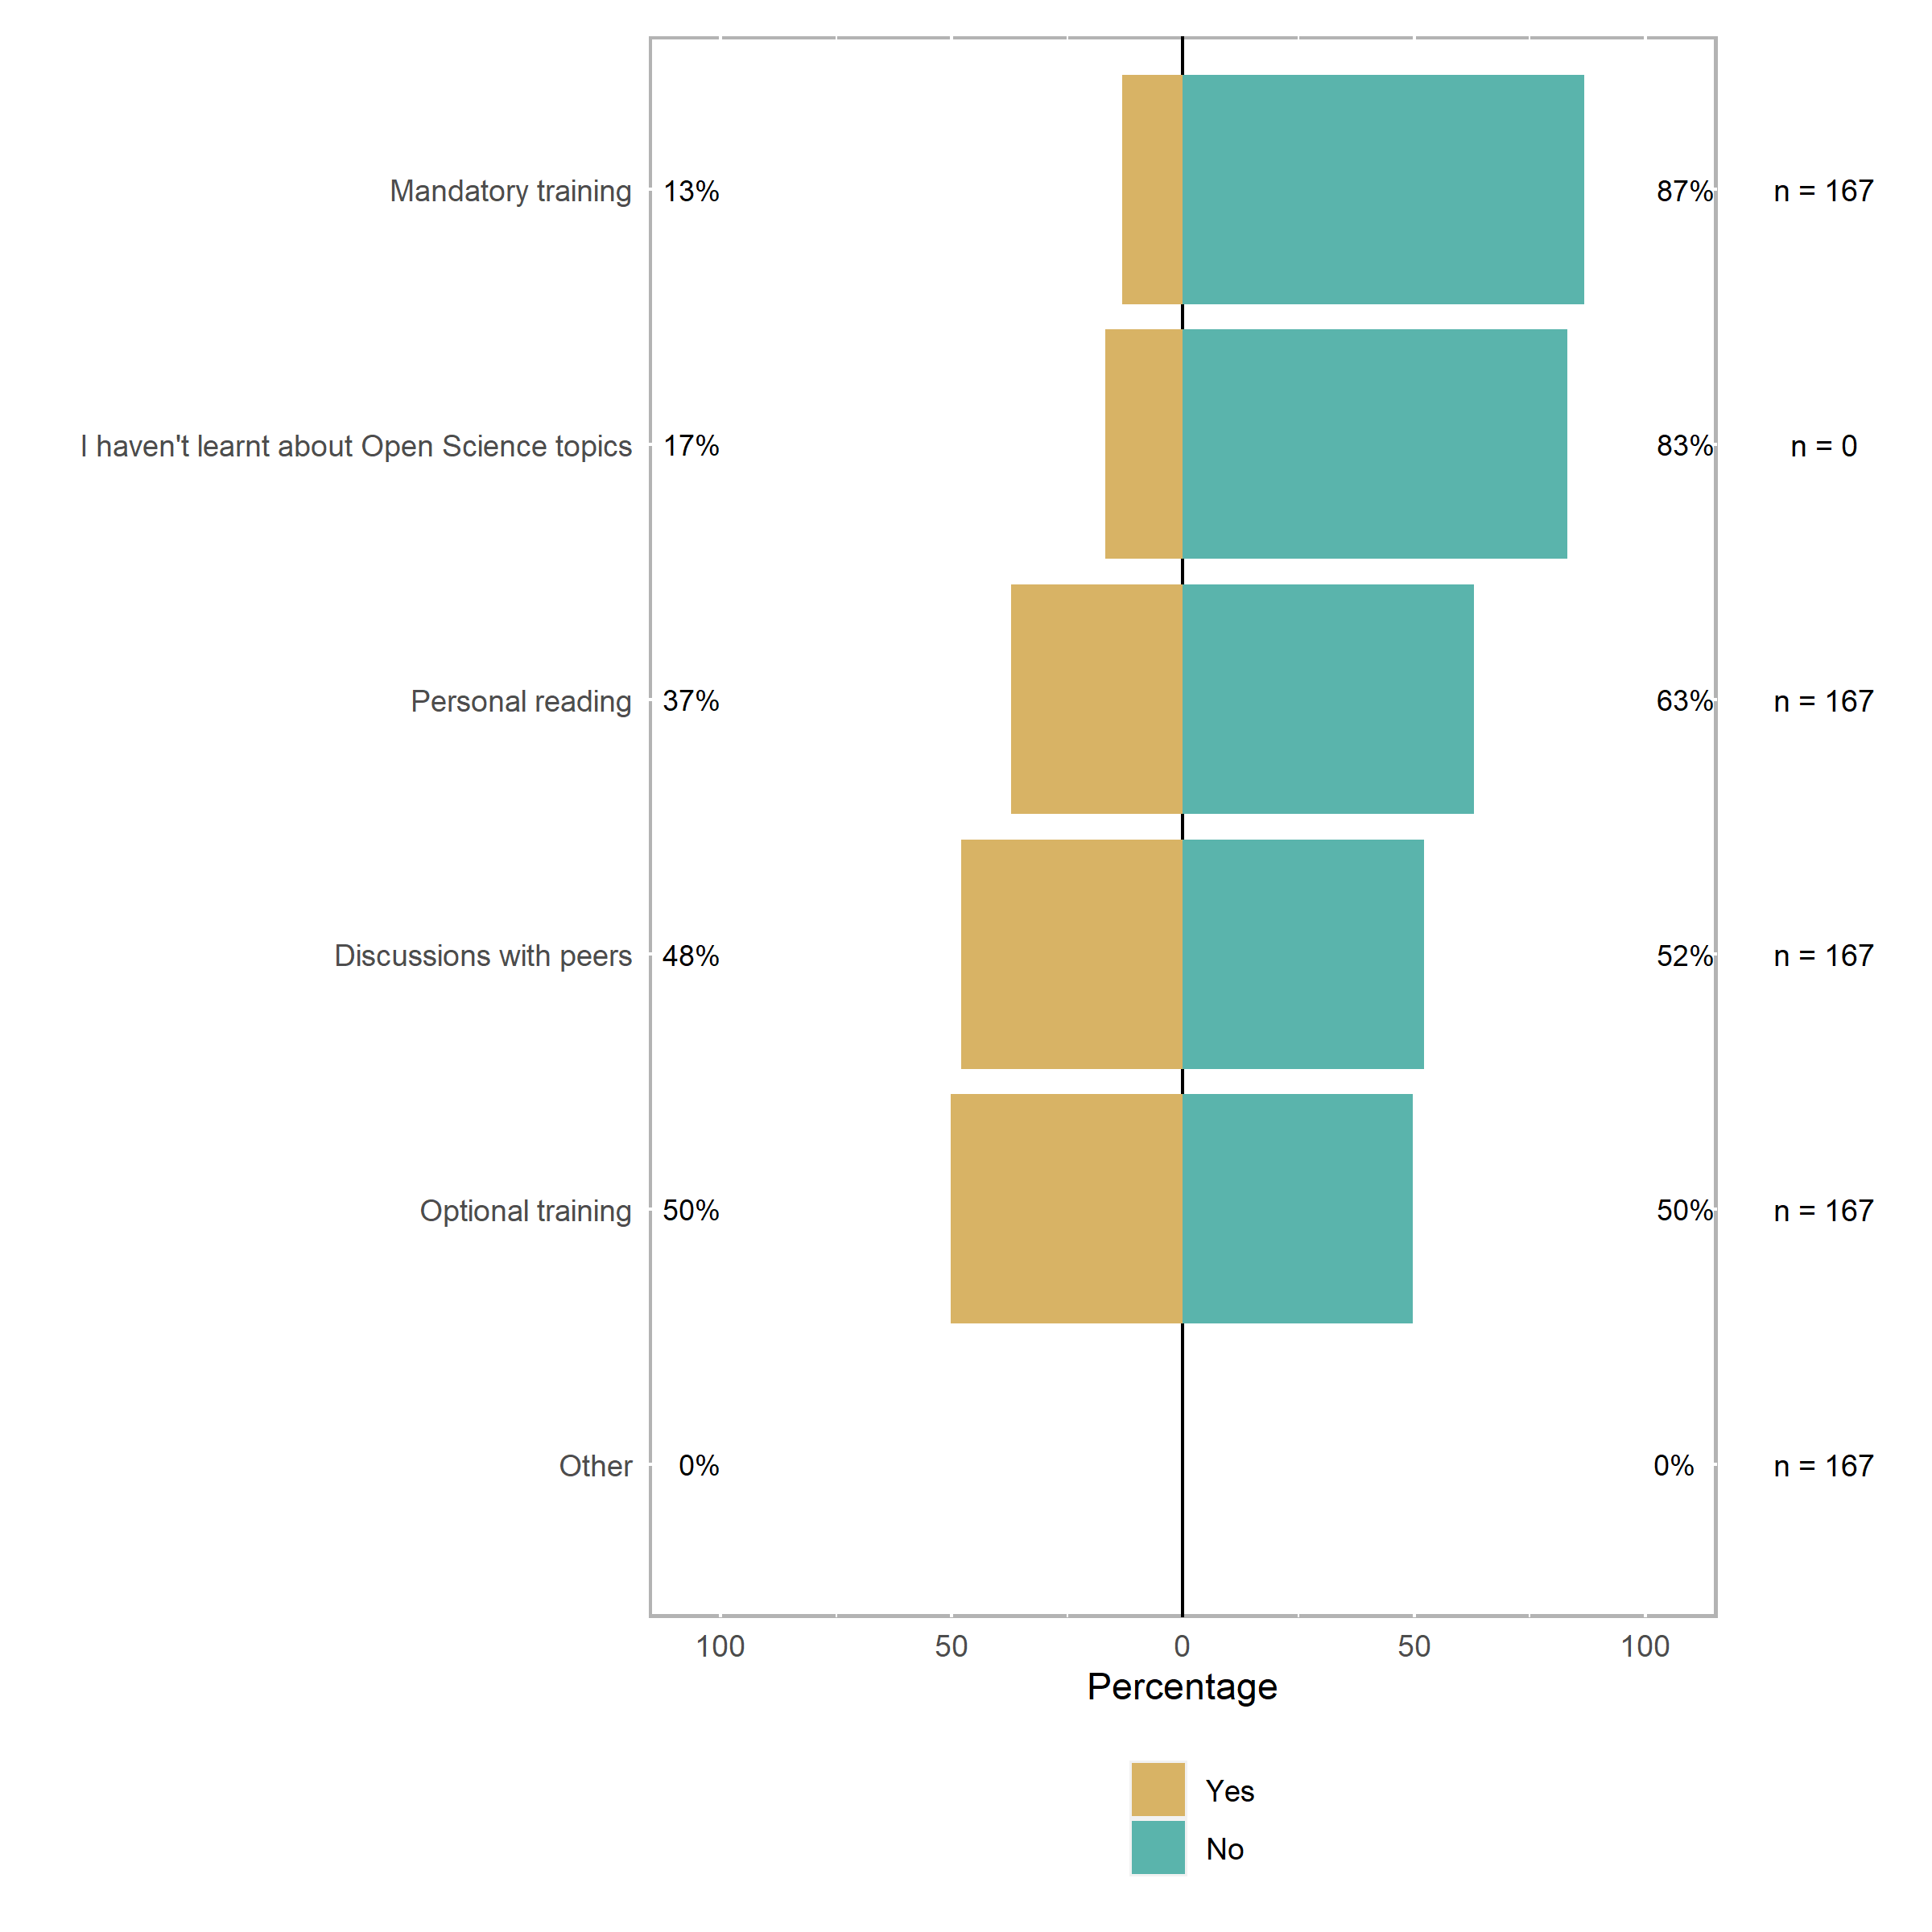 Mandatory training 13% 87% n = 167
I haven't learnt about Open Science topics 17% 83% n = 0
Personal reading 37% 63% n = 167
Discussions with peers 48% 52% n = 167
Optional training 50% 50% n = 167
Other 0% 0% n = 167
100 50 0 50 100
Percentage
Yes
No